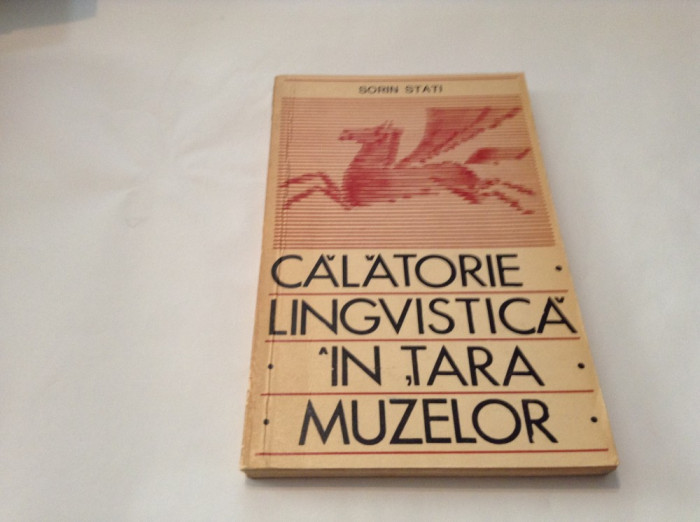 SORIN STATI
CĂLĂTORIE ·
LINGVISTICĂ
· ÎN ȚARA ·
· MUZELOR ·